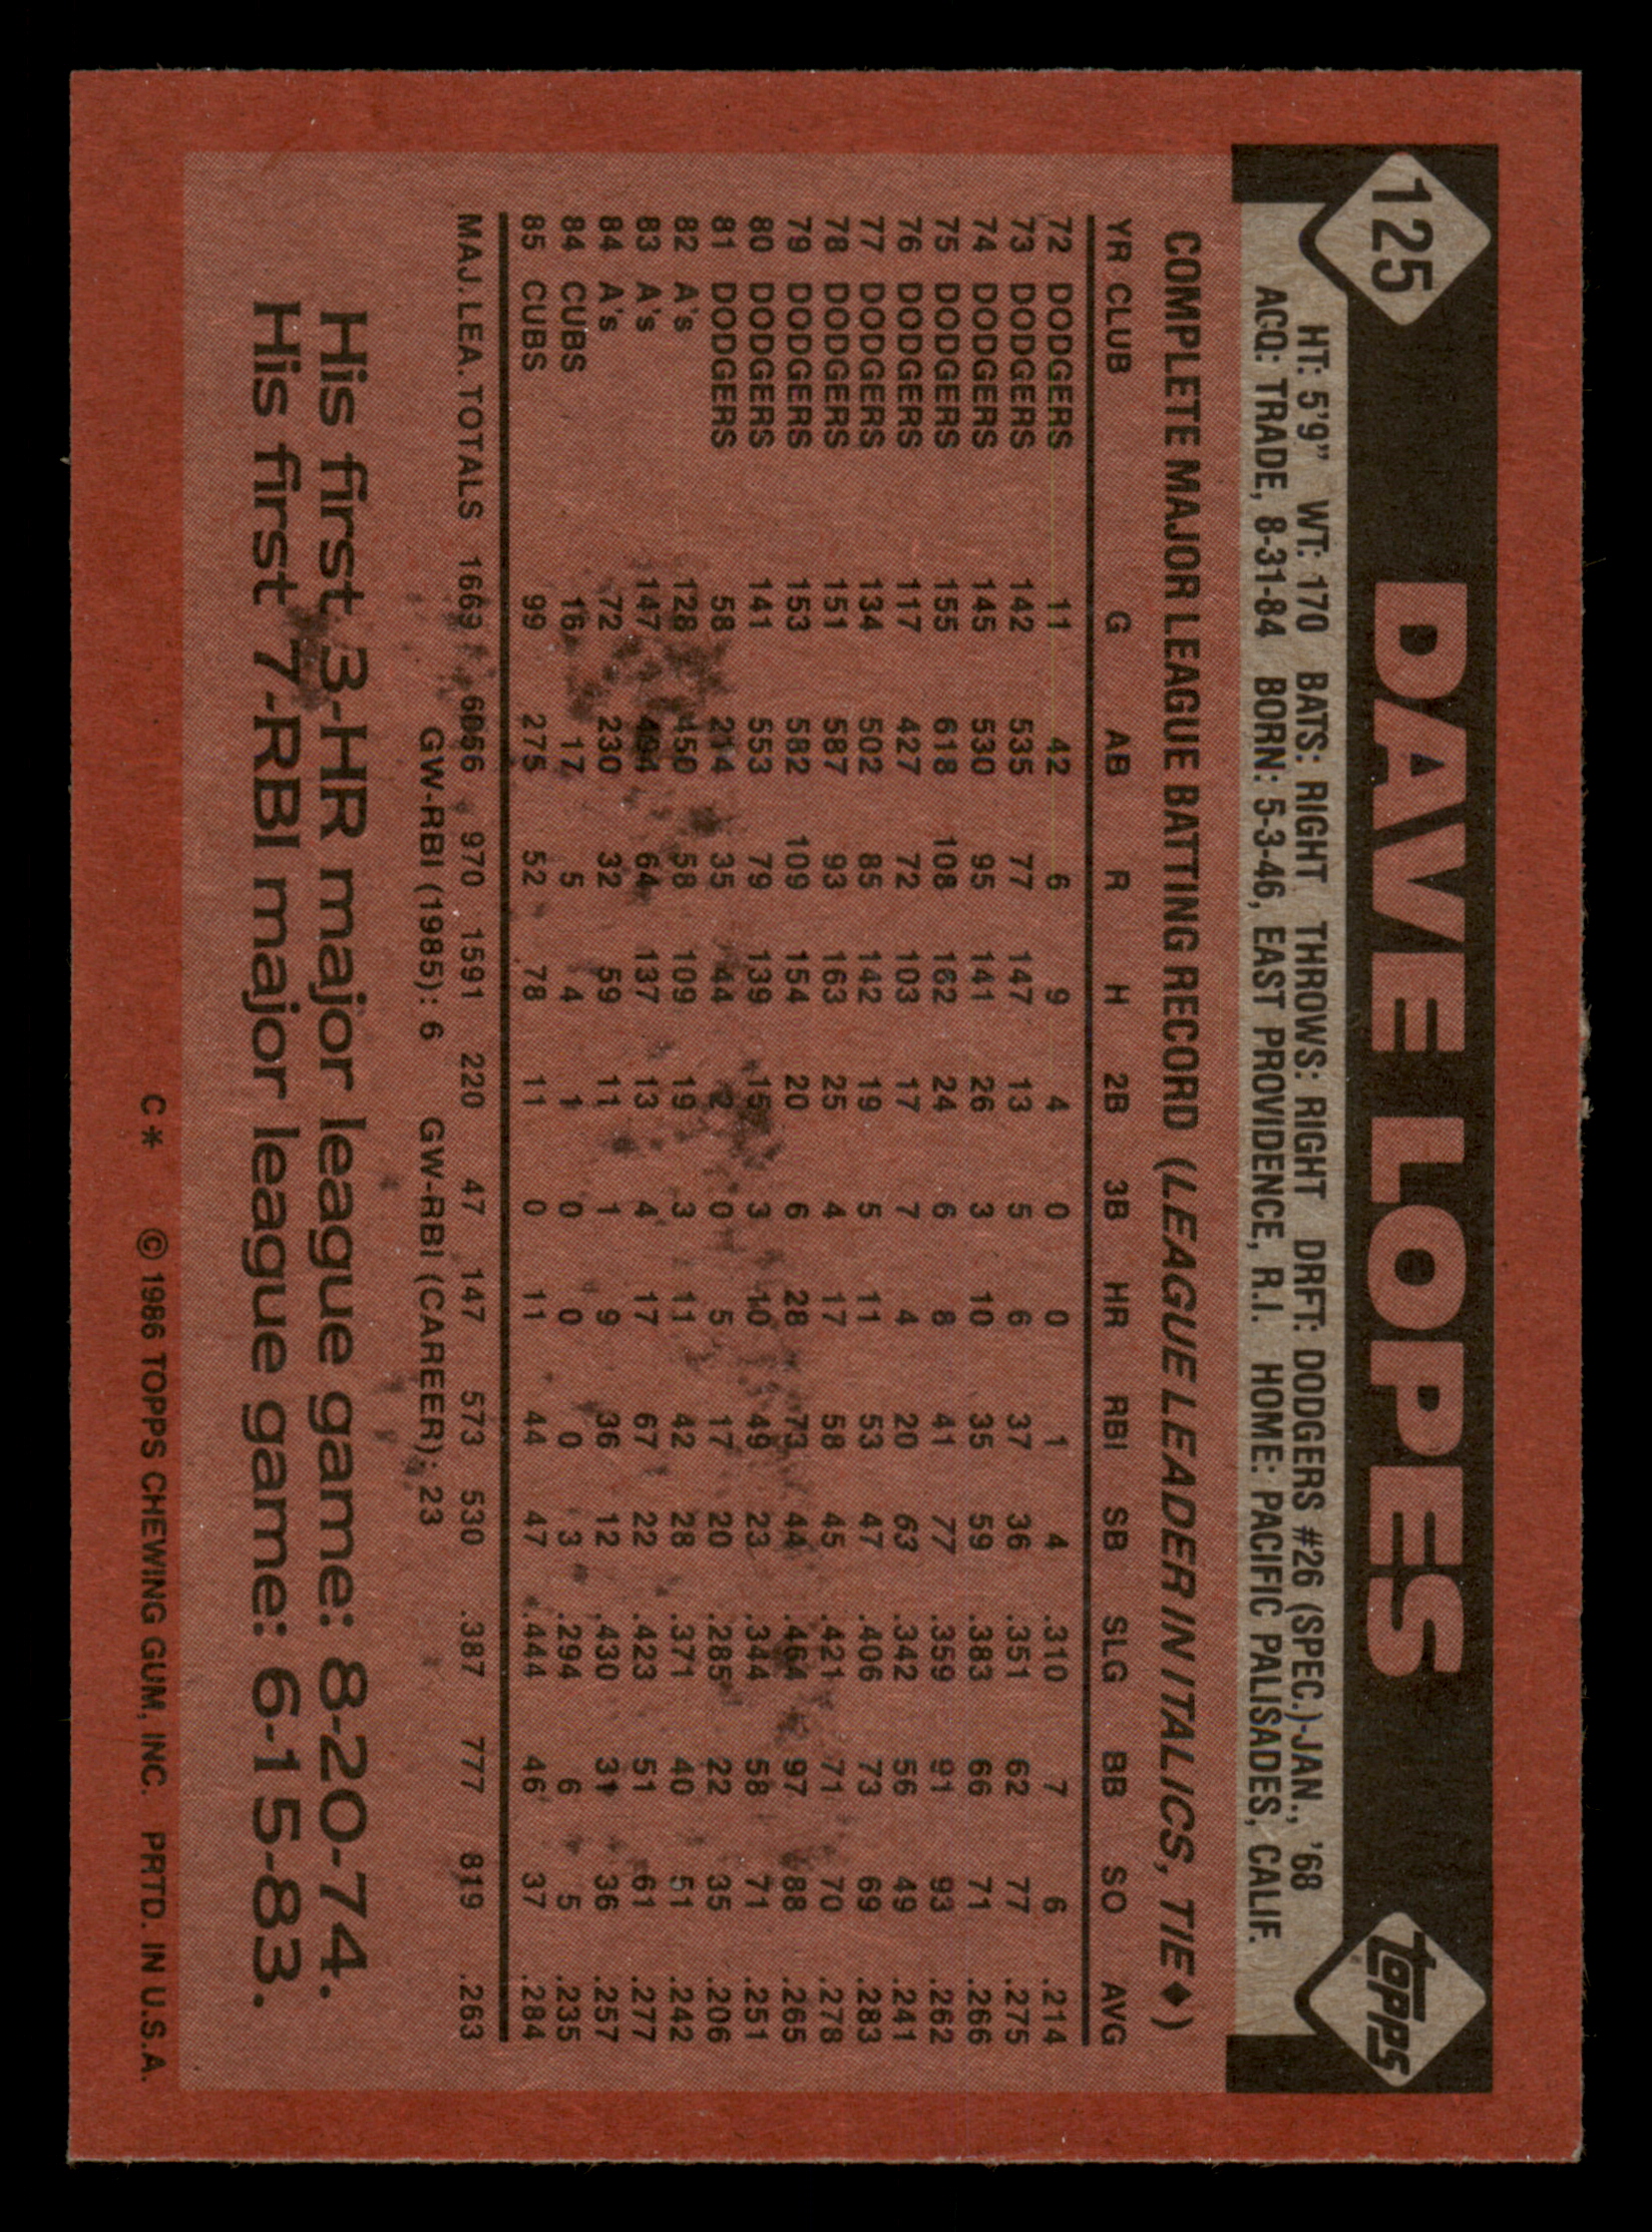 125
DAVE LOPES
TOPPS
HT: 5'9" WT: 170 BATS: RIGHT THROWS: RIGHT DRFT: DODGERS #26 (SPEC.)-JAN., '68
ACQ: TRADE, 8-31-84 BORN: 5-3-46, EAST PROVIDENCE, R.I. HOME: PACIFIC PALISADES, CALIF.
COMPLETE MAJOR LEAGUE BATTING RECORD (LEAGUE LEADER IN ITALICS, TIE♦)
YR CLUB G AB R H 2B 3B HR RBI SB SLG BB SO AVG
72 DODGERS 11 42 6 9 4 0 0 1 4 .310 7 6 .214
73 DODGERS 142 535 77 147 13 5 6 37 36 .351 62 77 .275
74 DODGERS 145 530 95 141 26 3 10 35 59 .383 66 71 .266
75 DODGERS 155 618 108 162 24 6 8 41 77 .359 91 93 .262
76 DODGERS 117 427 72 103 17 7 4 20 63 .342 56 49 .241
77 DODGERS 134 502 85 142 19 5 11 53 47 .406 73 69 .283
78 DODGERS 151 587 93 163 25 4 17 58 45 .421 71 70 .278
79 DODGERS 153 582 109 154 20 6 28 73 44 .464 97 88 .265
80 DODGERS 141 553 79 139 15 3 10 49 23 .344 58 71 .251
81 DODGERS 58 214 35 44 2 0 5 17 20 .285 22 35 .206
82 A's 128 450 58 109 19 3 11 42 28 .371 40 51 .242
83 A's 147 494 64 137 13 4 17 67 22 .423 51 61 .277
84 A's 72 230 32 59 11 1 9 36 12 .430 31 36 .257
84 CUBS 16 17 5 4 1 0 0 0 3 .294 6 5 .235
85 CUBS 99 275 52 78 11 0 11 44 47 .444 46 37 .284
MAJ. LEA. TOTALS 1669 6056 970 1591 220 47 147 573 530 .387 777 819 .263
GW-RBI (1985): 6 GW-RBI (CAREER): 23
His first 3-HR major league game: 8-20-74.
His first 7-RBI major league game: 6-15-83.
C* © 1986 TOPPS CHEWING GUM, INC. PRTD. IN U.S.A.